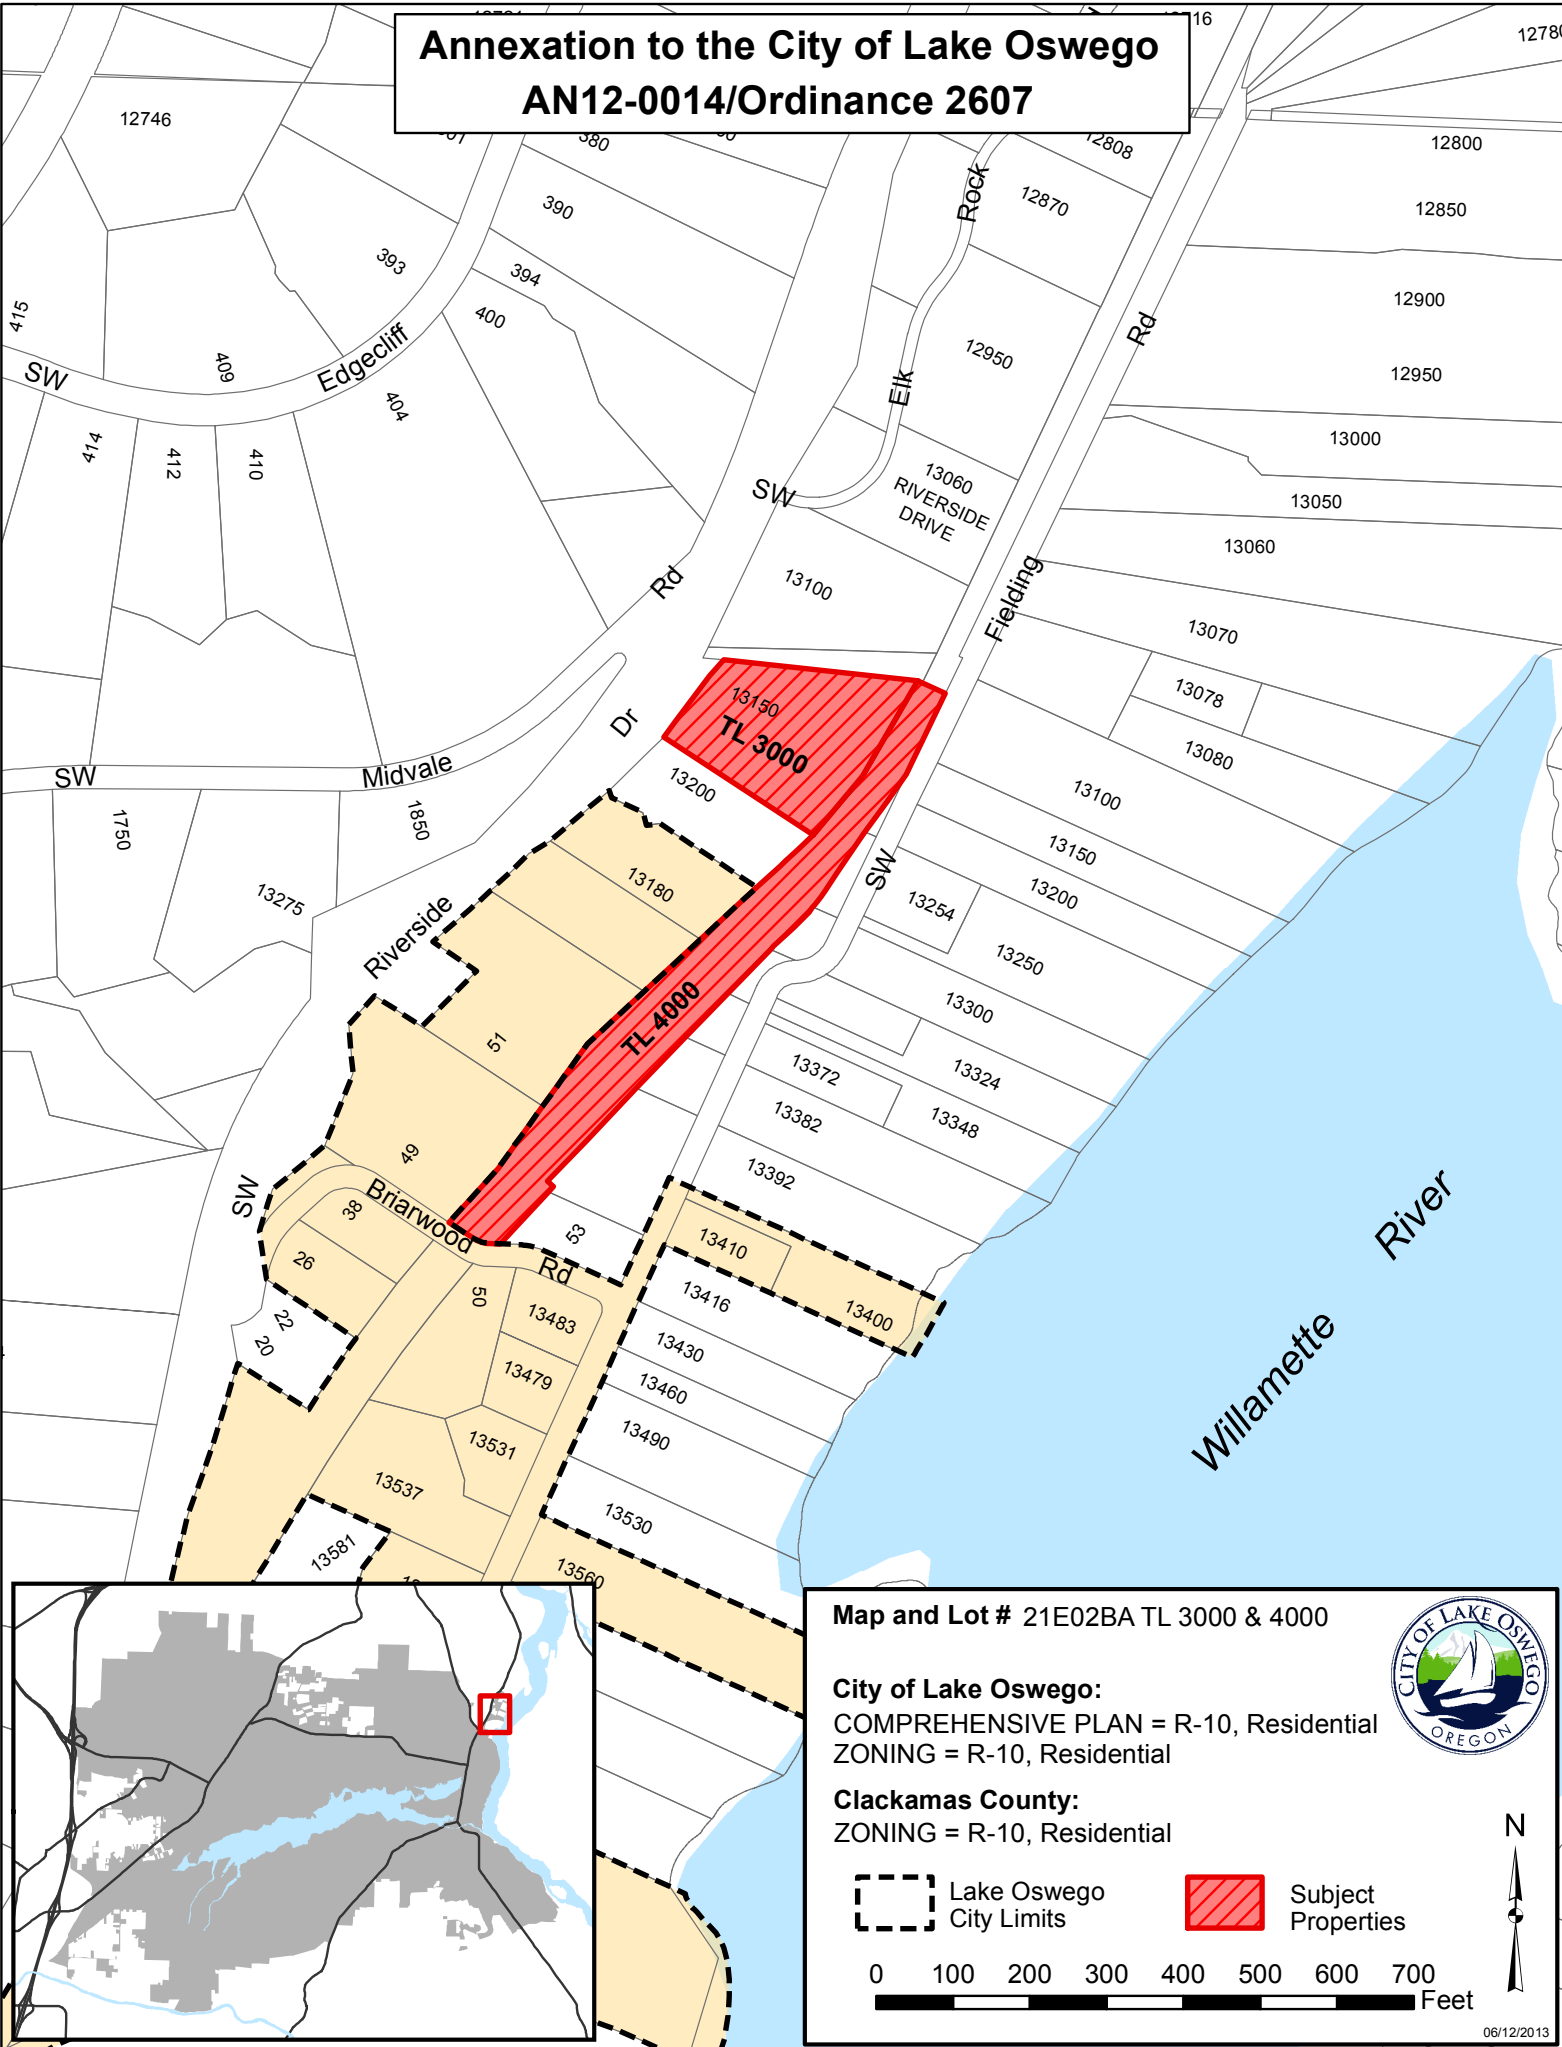 Annexation to the City of Lake Oswego
AN12-0014/Ordinance 2607
12780
12746
380
12808
12800
390
12870
12850
Rock
393
394
12900
415
400
Rd
Edgecliff
12950
409
SW
Elk
12950
404
414
412
410
13000
13060
RIVERSIDE
DRIVE
SW
13050
13060
Rd
13100
Fielding
13070
13150
TL 3000
13078
Dr
13080
SW
Midvale
13200
13100
1750
1850
13150
13180
SW
13200
13275
13254
Riverside
13250
13300
TL 4000
51
13372
13324
13382
13348
49
13392
SW
Briarwood
38
53
13410
River
Willamette
26
Rd
50
13416
13400
22
20
13483
13430
13479
13460
13531
13490
13537
13530
13581
13560
Map and Lot # 21E02BA TL 3000 & 4000
City of Lake Oswego:
COMPREHENSIVE PLAN = R-10, Residential
ZONING = R-10, Residential
Clackamas County:
ZONING = R-10, Residential
CITY OF LAKE OSWEGO
OREGON
N
Lake Oswego
City Limits
Subject
Properties
0 100 200 300 400 500 600 700
Feet
06/12/2013